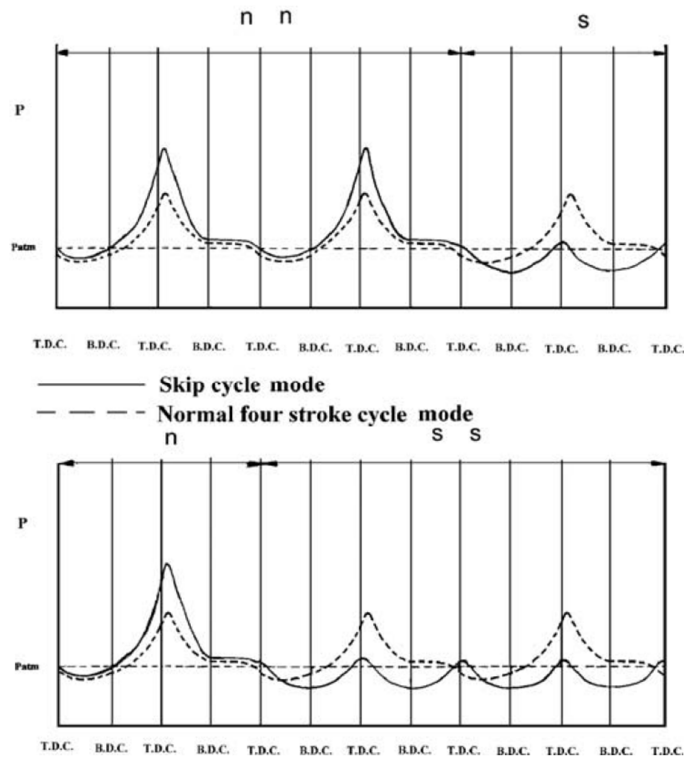 n n s
P
Patm
T.D.C. B.D.C. T.D.C. B.D.C. T.D.C. B.D.C. T.D.C. B.D.C. T.D.C. B.D.C. T.D.C. B.D.C. T.D.C.
Skip cycle mode
Normal four stroke cycle mode
n s s
P
Patm
T.D.C. B.D.C. T.D.C. B.D.C. T.D.C. B.D.C. T.D.C. B.D.C. T.D.C. B.D.C. T.D.C. B.D.C. T.D.C.